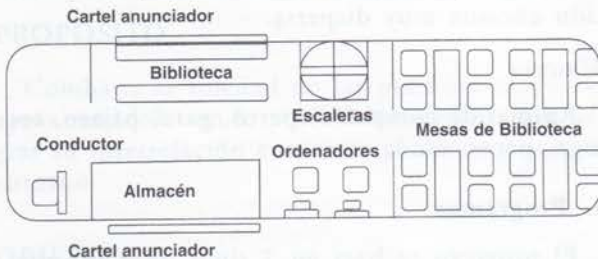 Cartel anunciador
Biblioteca
Escaleras
Mesas de Biblioteca
Conductor
Ordenadores
Almacén
Cartel anunciador